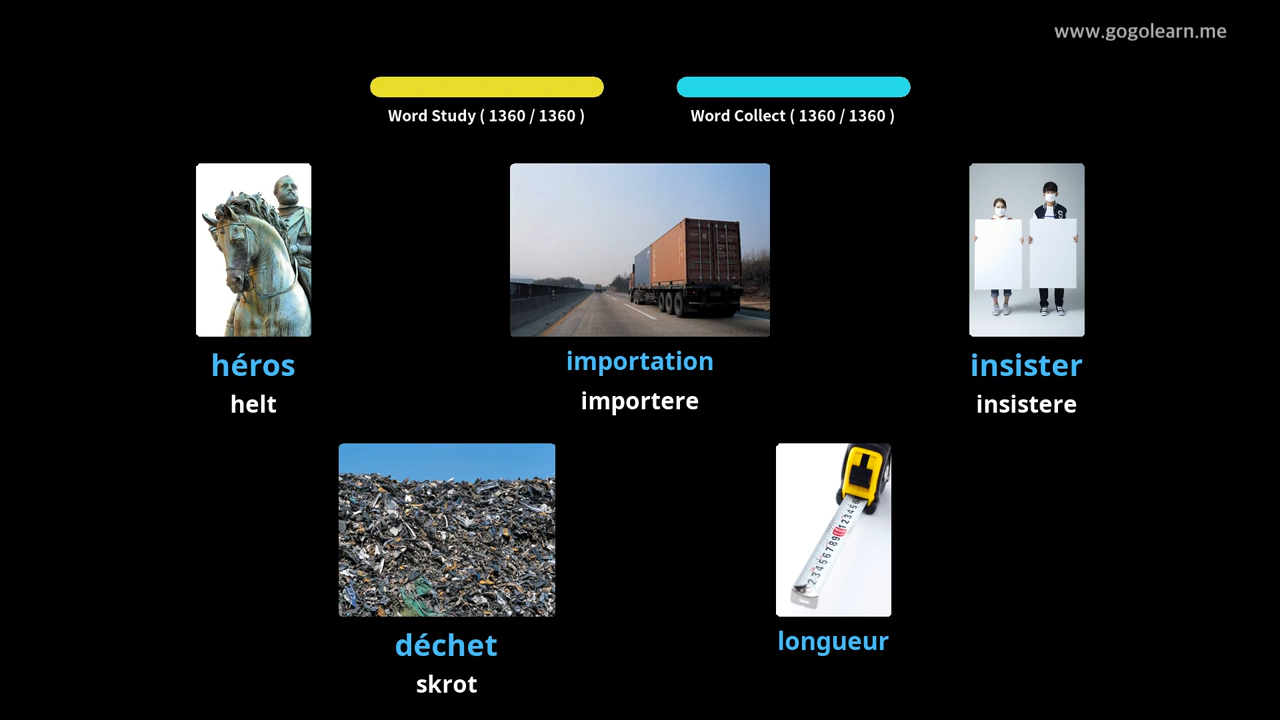 www.gogolearn.me
Word Study ( 1360 / 1360 )
Word Collect ( 1360 / 1360 )
héros
helt
importation
importere
insister
insistere
déchet
skrot
longueur